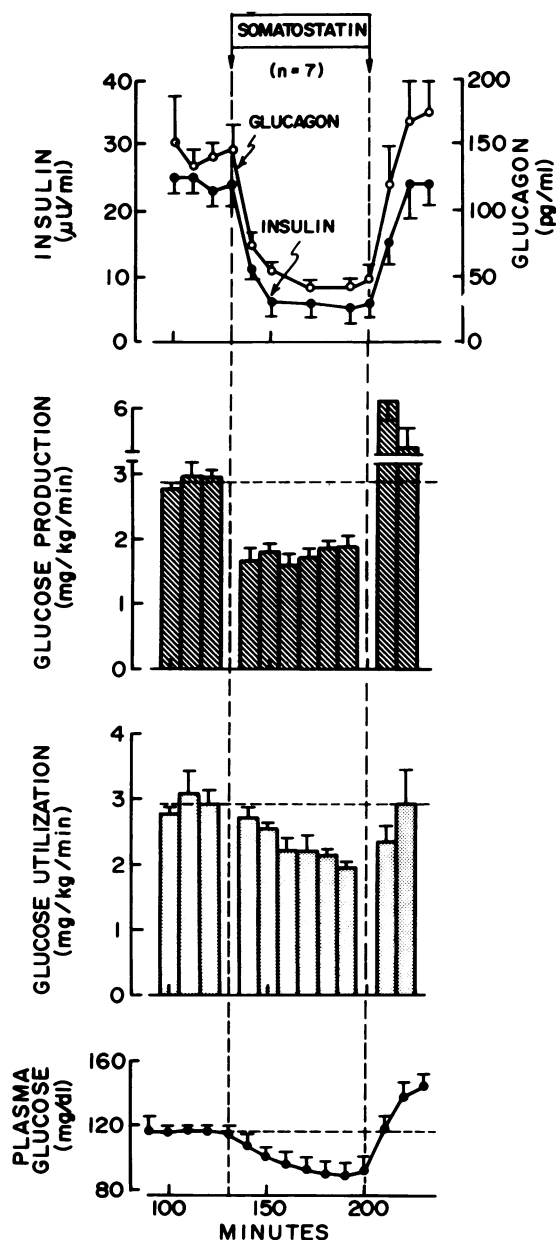 SOMATOSTATIN
(n=7)
40
30
20
10
0
INSULIN
(μU/ml)
GLUCAGON
INSULIN
200
150
100
50
0
GLUCAGON
(pg/ml)
6
3
2
1
0
GLUCOSE PRODUCTION
(mg/kg/min)
4
3
2
1
0
GLUCOSE UTILIZATION
(mg/kg/min)
160
120
80
PLASMA
GLUCOSE
(mg/dl)
100 150 200
MINUTES